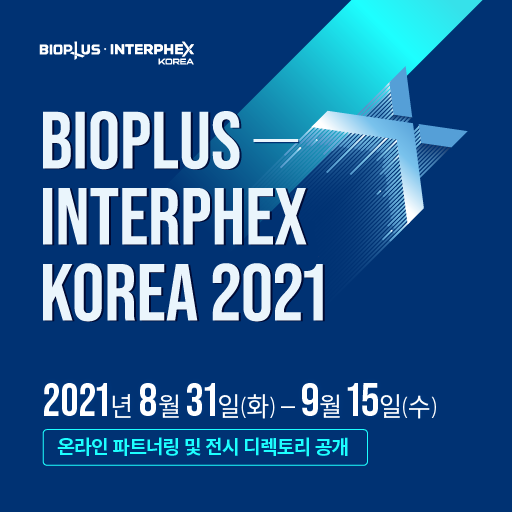 BIOPLUS · INTERPHEX
KOREA
BIOPLUS —
INTERPHEX
KOREA 2021
2021년 8월 31일(화) – 9월 15일(수)
온라인 파트너링 및 전시 디렉토리 공개